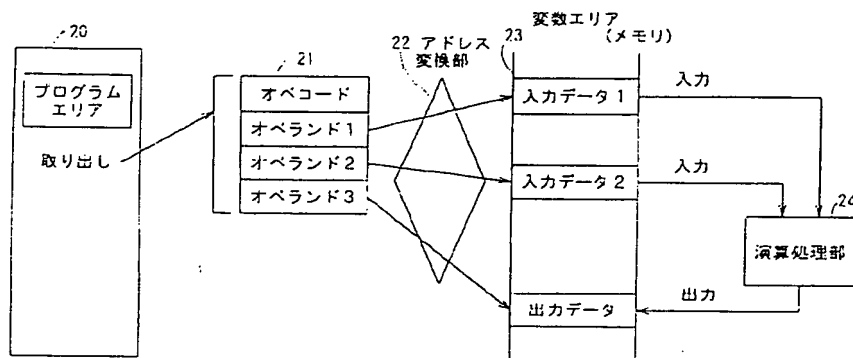 20
プログラム
エリア
取り出し
21
オペコード
オペランド1
オペランド2
オペランド3
22 アドレス
変換部
23
変数エリア
(メモリ)
入力データ1
入力
入力データ2
入力
24
演算処理部
出力データ
出力